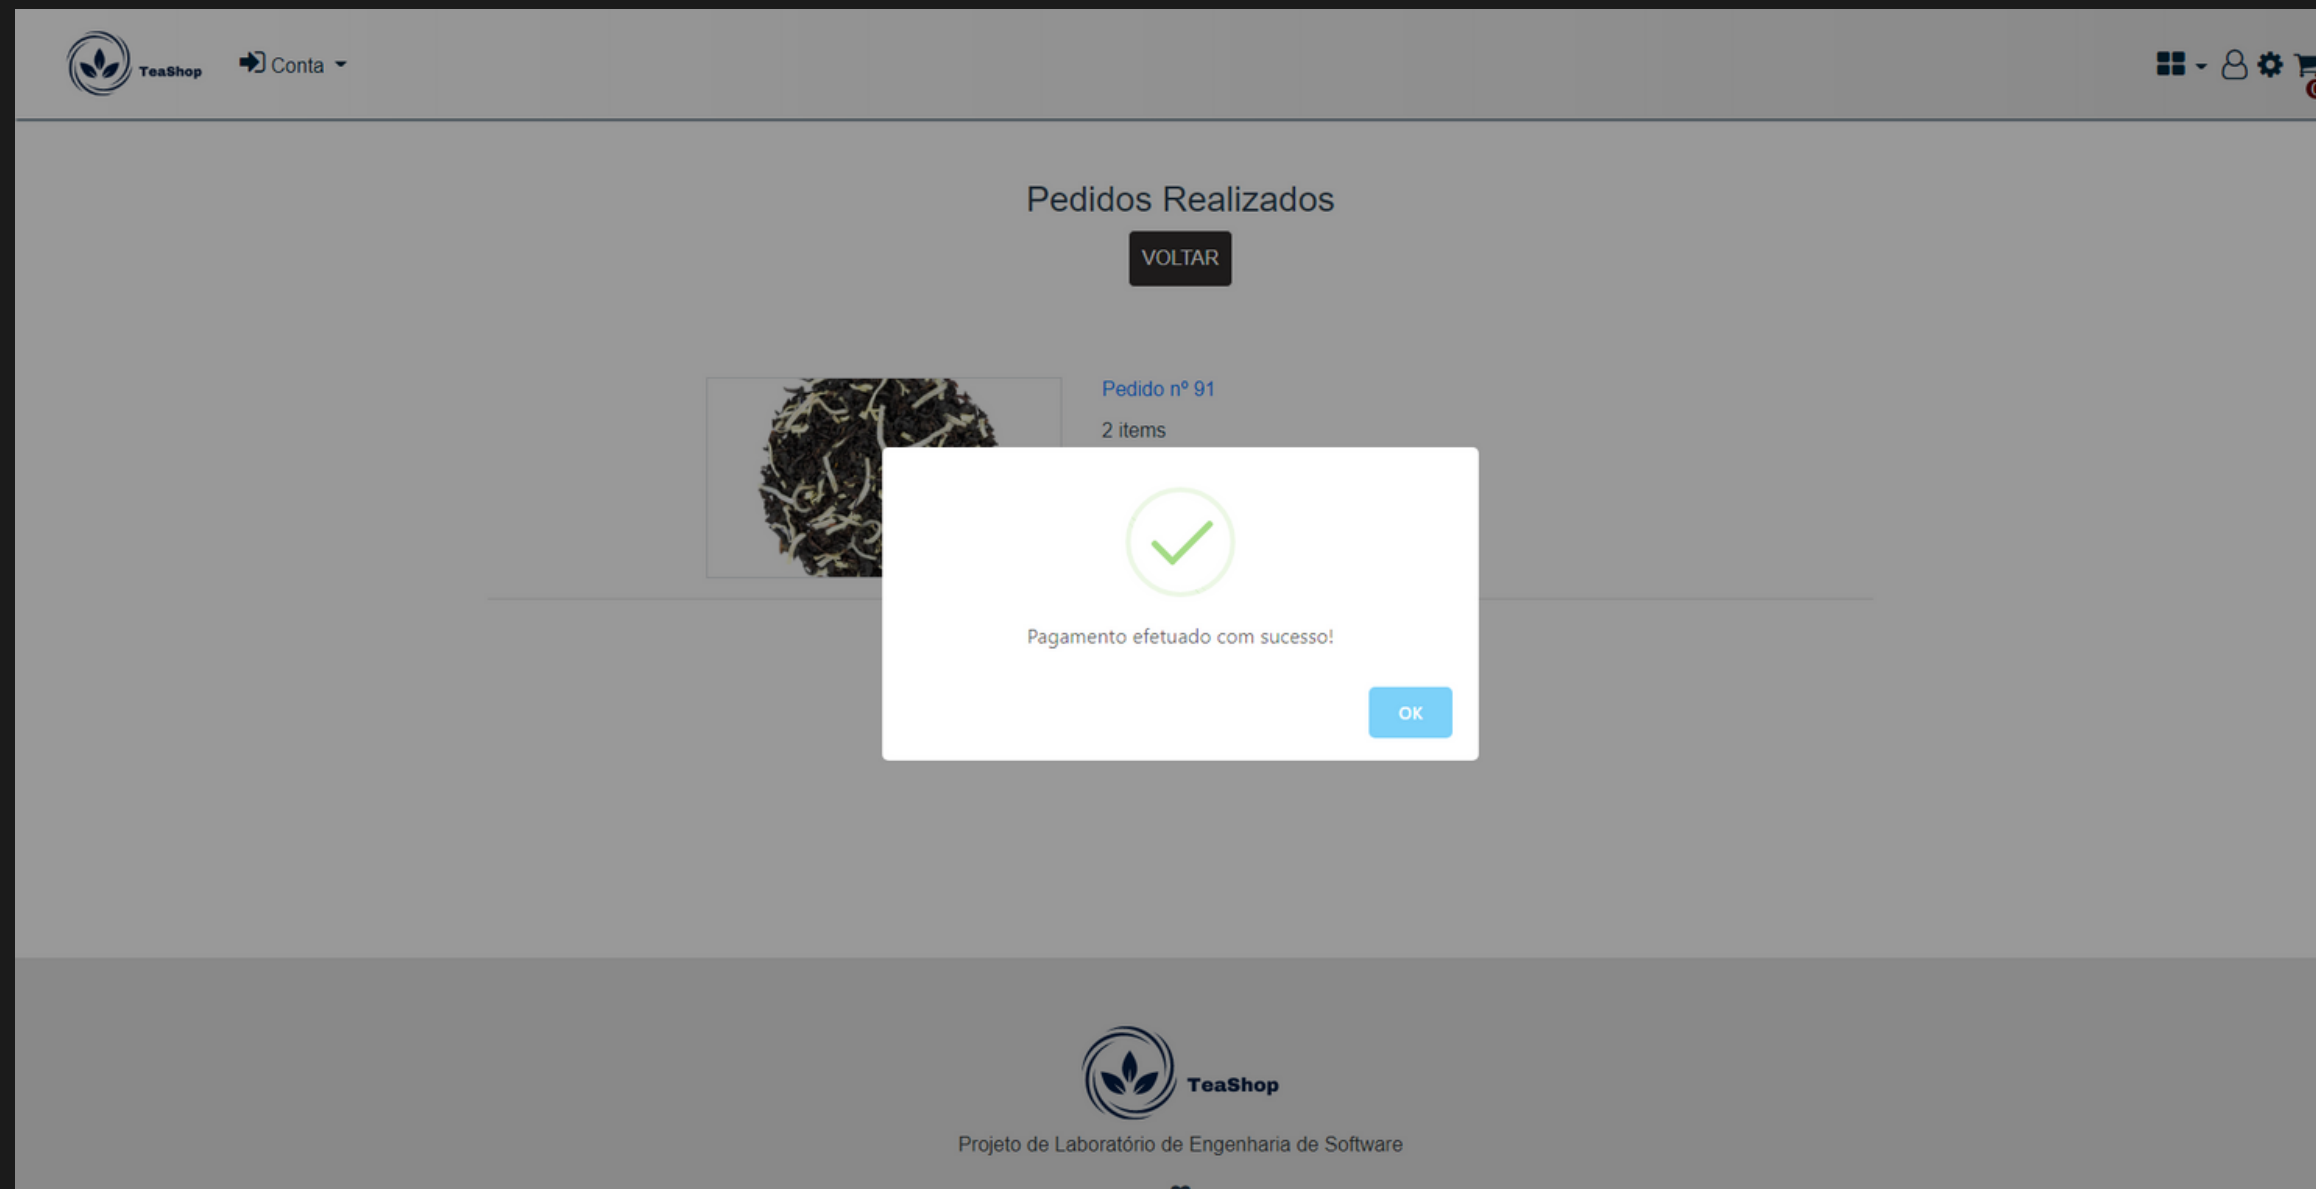 TeaShop
Conta
Pedidos Realizados
VOLTAR
Pedido nº 91
2 items
Pagamento efetuado com sucesso!
OK
TeaShop
Projeto de Laboratório de Engenharia de Software